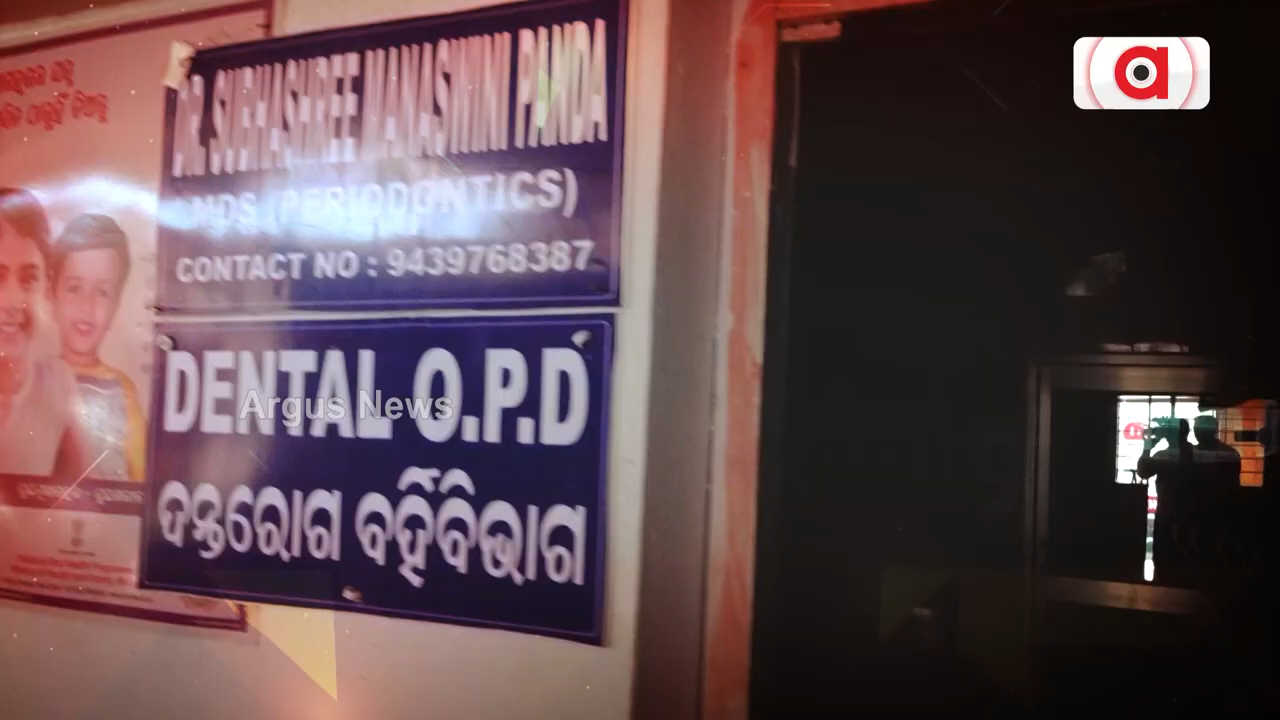 DR. SUBHASHREE MANASWINI PANDA
MDS (PERIODONTICS)
CONTACT NO : 9439768387
DENTAL O.P.D
Argus News
ଦନ୍ତରୋଗ ବର୍ହିବିଭାଗ
a